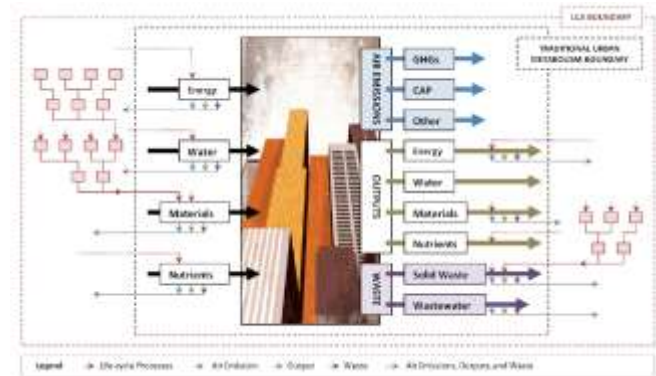 LCA BOUNDARY
TRADITIONAL URBAN
METABOLISM BOUNDARY
Energy
Water
Materials
Nutrients
AIR EMISSIONS
GHGs
CAP
Other
OUTPUTS
Energy
Water
Materials
Nutrients
WASTE
Solid Waste
Wastewater
Legend
Life-cycle Processes
Air Emission
Output
Waste
Air Emissions, Outputs, and Waste